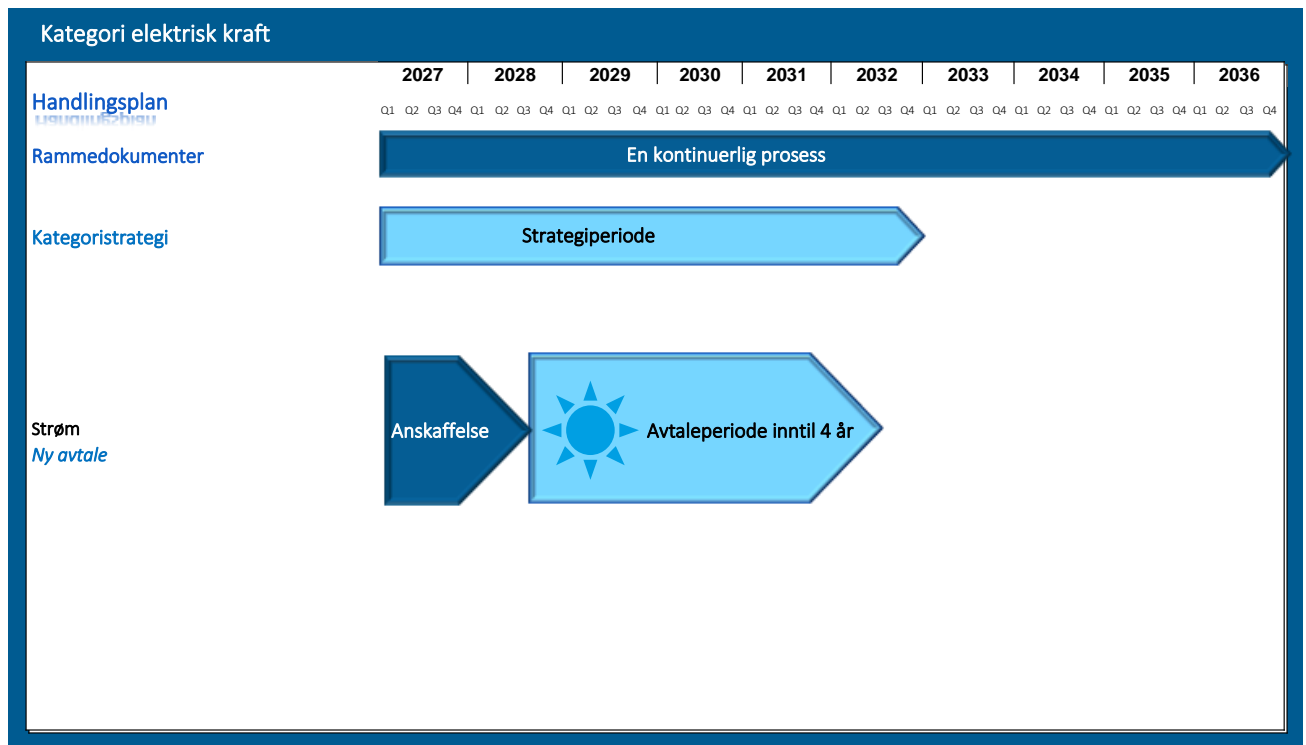 Kategori elektrisk kraft
2027 2028 2029 2030 2031 2032 2033 2034 2035 2036
Handlingsplan
Q1 Q2 Q3 Q4 Q1 Q2 Q3 Q4 Q1 Q2 Q3 Q4 Q1 Q2 Q3 Q4 Q1 Q2 Q3 Q4 Q1 Q2 Q3 Q4 Q1 Q2 Q3 Q4 Q1 Q2 Q3 Q4 Q1 Q2 Q3 Q4 Q1 Q2 Q3 Q4
Rammedokumenter
En kontinuerlig prosess
Kategoristrategi
Strategiperiode
Strøm
Ny avtale
Anskaffelse
Avtaleperiode inntil 4 år